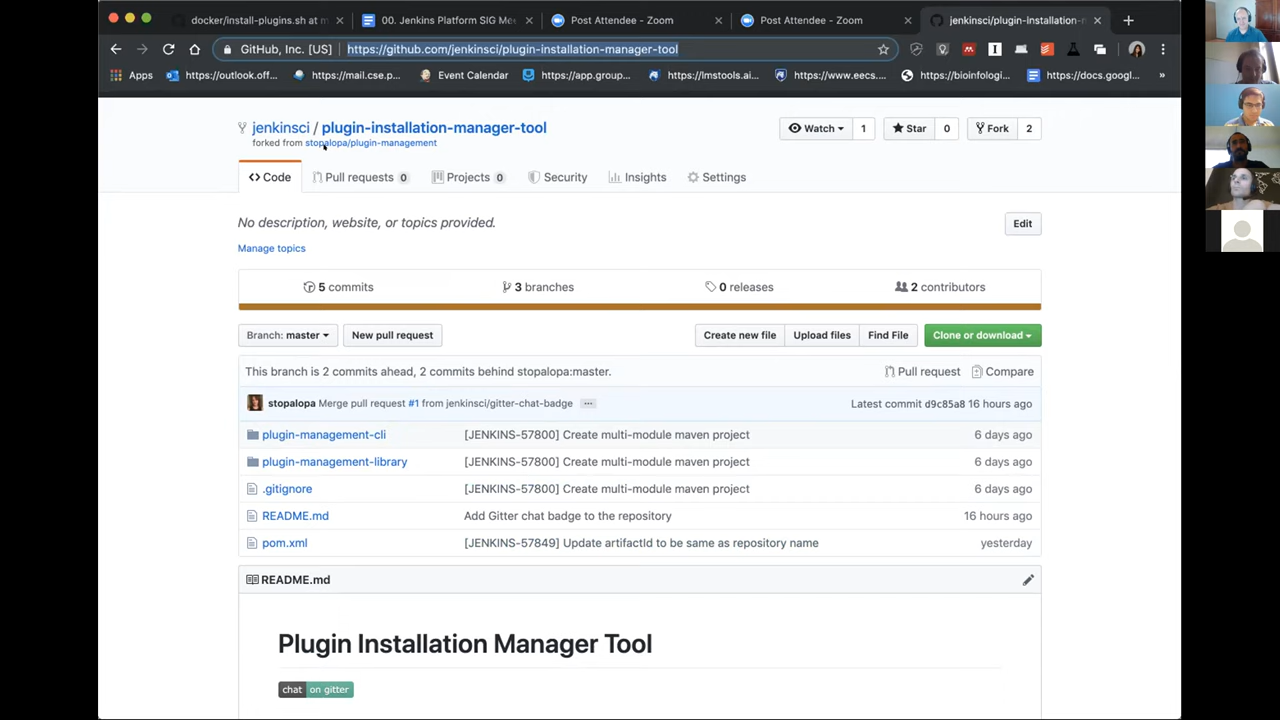 docker/install-plugins.sh at m
00. Jenkins Platform SIG Me
Post Attendee - Zoom
Post Attendee - Zoom
jenkinsci/plugin-installation-m
GitHub, Inc. [US]
https://github.com/jenkinsci/plugin-installation-manager-tool
Apps
https://outlook.off...
https://mail.cse.p...
Event Calendar
https://app.group...
https://lmstools.ai...
https://www.eecs...
https://bioinfologi...
https://docs.googl...
»
jenkinsci / plugin-installation-manager-tool
forked from stopalopa/plugin-management
Watch 1
Star 0
Fork 2
Code
Pull requests 0
Projects 0
Security
Insights
Settings
No description, website, or topics provided.
Edit
Manage topics
5 commits
3 branches
0 releases
2 contributors
Branch: master
New pull request
Create new file
Upload files
Find File
Clone or download
This branch is 2 commits ahead, 2 commits behind stopalopa:master.
Pull request
Compare
stopalopa Merge pull request #1 from jenkinsci/gitter-chat-badge ...
Latest commit d9c85a8 16 hours ago
plugin-management-cli [JENKINS-57800] Create multi-module maven project 6 days ago
plugin-management-library [JENKINS-57800] Create multi-module maven project 6 days ago
.gitignore [JENKINS-57800] Create multi-module maven project 6 days ago
README.md Add Gitter chat badge to the repository 16 hours ago
pom.xml [JENKINS-57849] Update artifactId to be same as repository name yesterday
README.md
Plugin Installation Manager Tool
chat on gitter